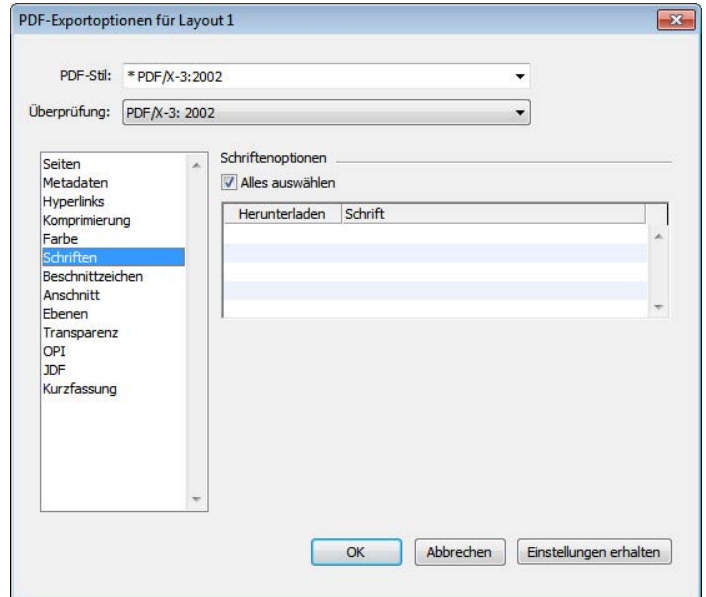 PDF-Exportoptionen für Layout 1
PDF-Stil: * PDF/X-3:2002
Überprüfung: PDF/X-3: 2002
Seiten
Metadaten
Hyperlinks
Komprimierung
Farbe
Schriften
Beschnittzeichen
Anschnitt
Ebenen
Transparenz
OPI
JDF
Kurzfassung
Schriftenoptionen
Alles auswählen
Herunterladen Schrift
OK Abbrechen Einstellungen erhalten